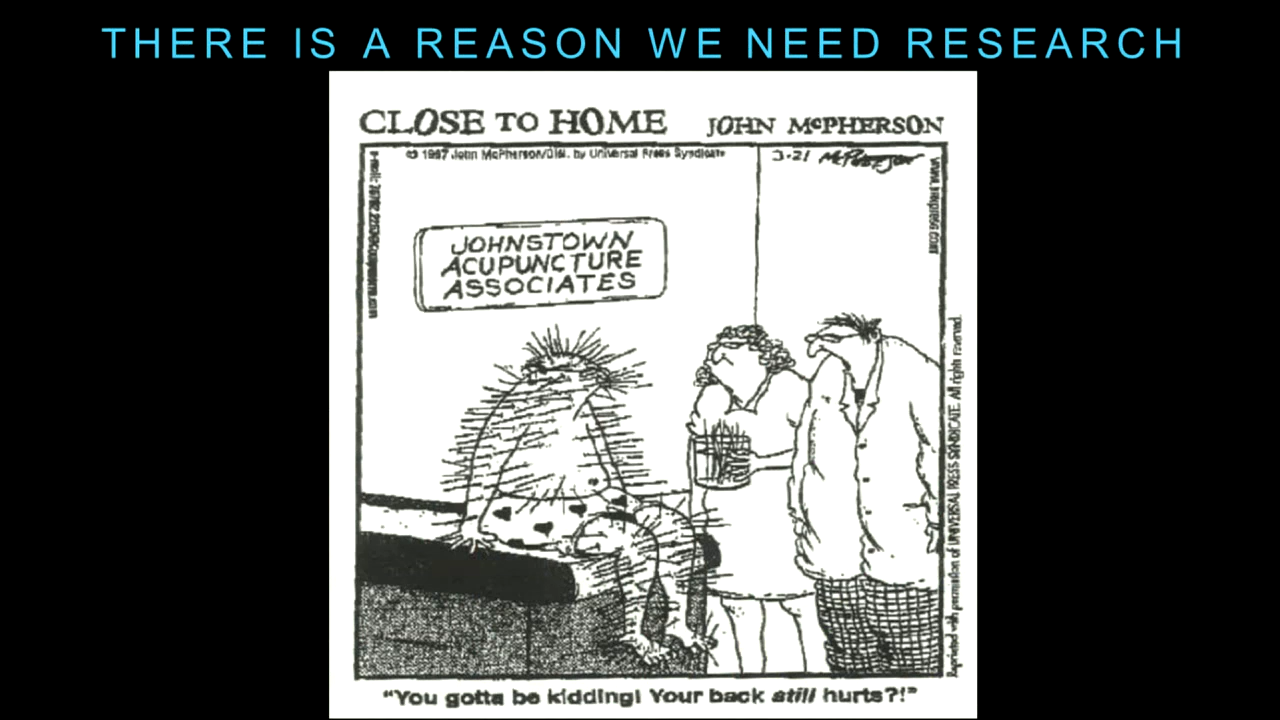 THERE IS A REASON WE NEED RESEARCH
CLOSE TO HOME JOHN McPHERSON
© 1997 John McPherson/Dist. by Universal Press Syndicate
3-21 McPherson
JOHNSTOWN
ACUPUNCTURE
ASSOCIATES
Reprinted with permission of UNIVERSAL PRESS SYNDICATE. All rights reserved.
"You gotta be kidding! Your back still hurts?!"